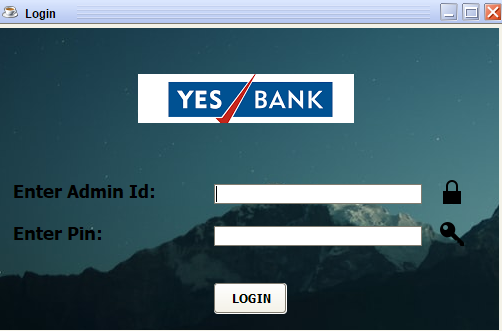 Login
YES BANK
Enter Admin Id:
Enter Pin:
LOGIN